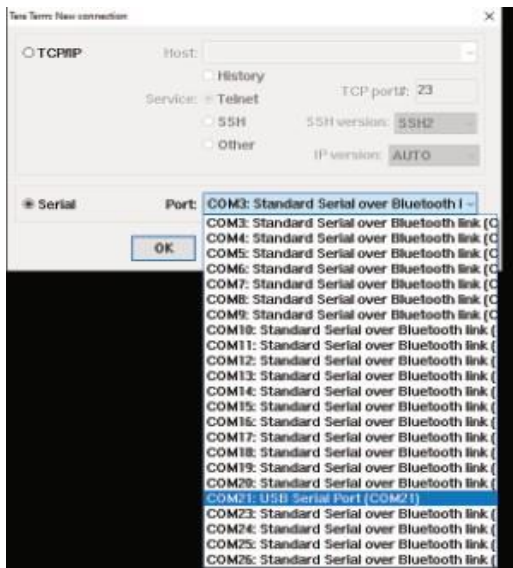 Tera Term: New connection
×
TCP/IP Host:
History
Service: Telnet TCP port#: 23
SSH SSH version: SSH2
Other
IP version: AUTO
Serial Port: COM3: Standard Serial over Bluetooth l
OK
COM3: Standard Serial over Bluetooth link (C
COM4: Standard Serial over Bluetooth link (C
COM5: Standard Serial over Bluetooth link (C
COM6: Standard Serial over Bluetooth link (C
COM7: Standard Serial over Bluetooth link (C
COM8: Standard Serial over Bluetooth link (C
COM9: Standard Serial over Bluetooth link (C
COM10: Standard Serial over Bluetooth link (
COM11: Standard Serial over Bluetooth link (
COM12: Standard Serial over Bluetooth link (
COM13: Standard Serial over Bluetooth link (
COM14: Standard Serial over Bluetooth link (
COM15: Standard Serial over Bluetooth link (
COM16: Standard Serial over Bluetooth link (
COM17: Standard Serial over Bluetooth link (
COM18: Standard Serial over Bluetooth link (
COM19: Standard Serial over Bluetooth link (
COM20: Standard Serial over Bluetooth link (
COM21: USB Serial Port (COM21)
COM23: Standard Serial over Bluetooth link (
COM24: Standard Serial over Bluetooth link (
COM25: Standard Serial over Bluetooth link (
COM26: Standard Serial over Bluetooth link (